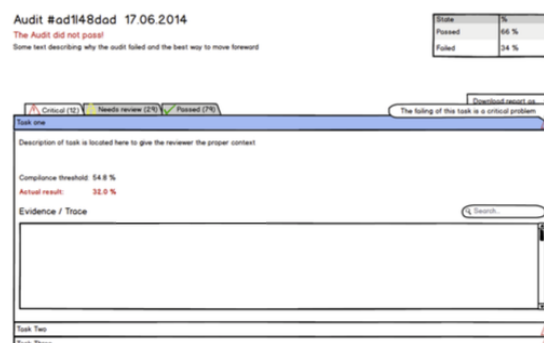 Audit #ad1l48dad 17.06.2014
The Audit did not pass!
Some text describing why the audit failed and the best way to move foreward
State %
Passed 66 %
Failed 34 %
Download report as
Critical (12) Needs review (29) Passed (79)
The failing of this task is a critical problem
Task one
Description of task is located here to give the reviewer the proper context
Compliance threshold: 54.8 %
Actual result: 32.0 %
Evidence / Trace
Search...
Task Two
Task Three